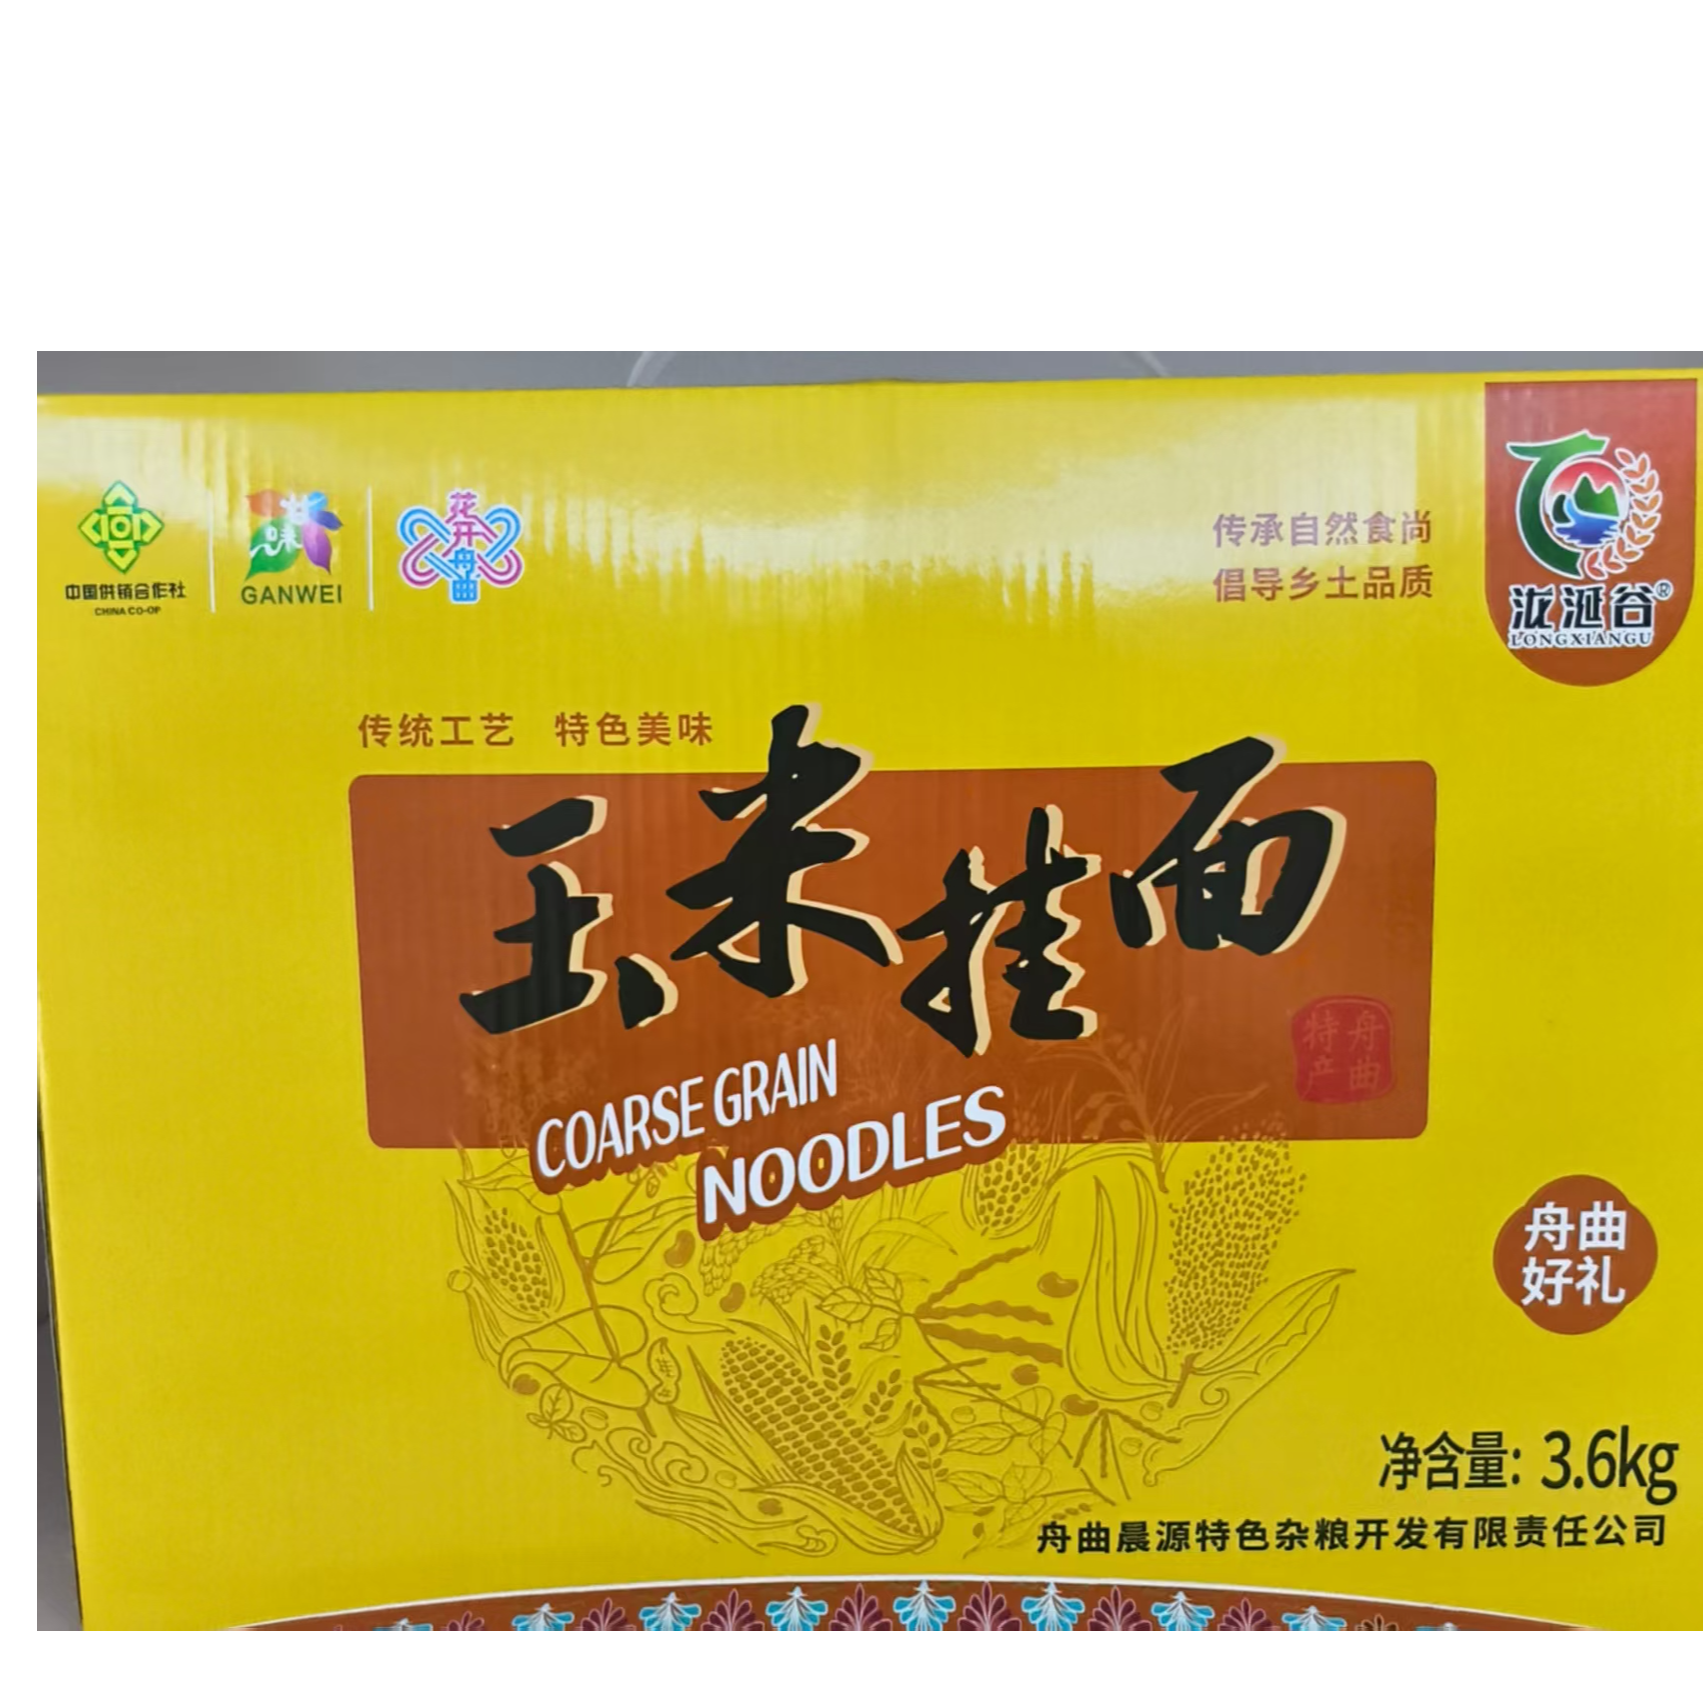 中国供销合作社
CHINA CO-OP
甘味
GANWEI
花开舟曲
传承自然食尚
倡导乡土品质
LONGXIANGU
传统工艺 特色美味
玉米挂面
COARSE GRAIN
NOODLES
舟曲
特产
舟曲
好礼
净含量: 3.6kg
舟曲晨源特色杂粮开发有限责任公司